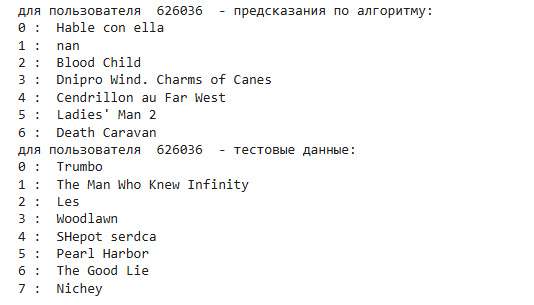 для пользователя  626036  - предсказания по алгоритму:
0 :  Hable con ella
1 :  nan
2 :  Blood Child
3 :  Dnipro Wind. Charms of Canes
4 :  Cendrillon au Far West
5 :  Ladies' Man 2
6 :  Death Caravan
для пользователя  626036  - тестовые данные:
0 :  Trumbo
1 :  The Man Who Knew Infinity
2 :  Les
3 :  Woodlawn
4 :  SHepot serdca
5 :  Pearl Harbor
6 :  The Good Lie
7 :  Nichey